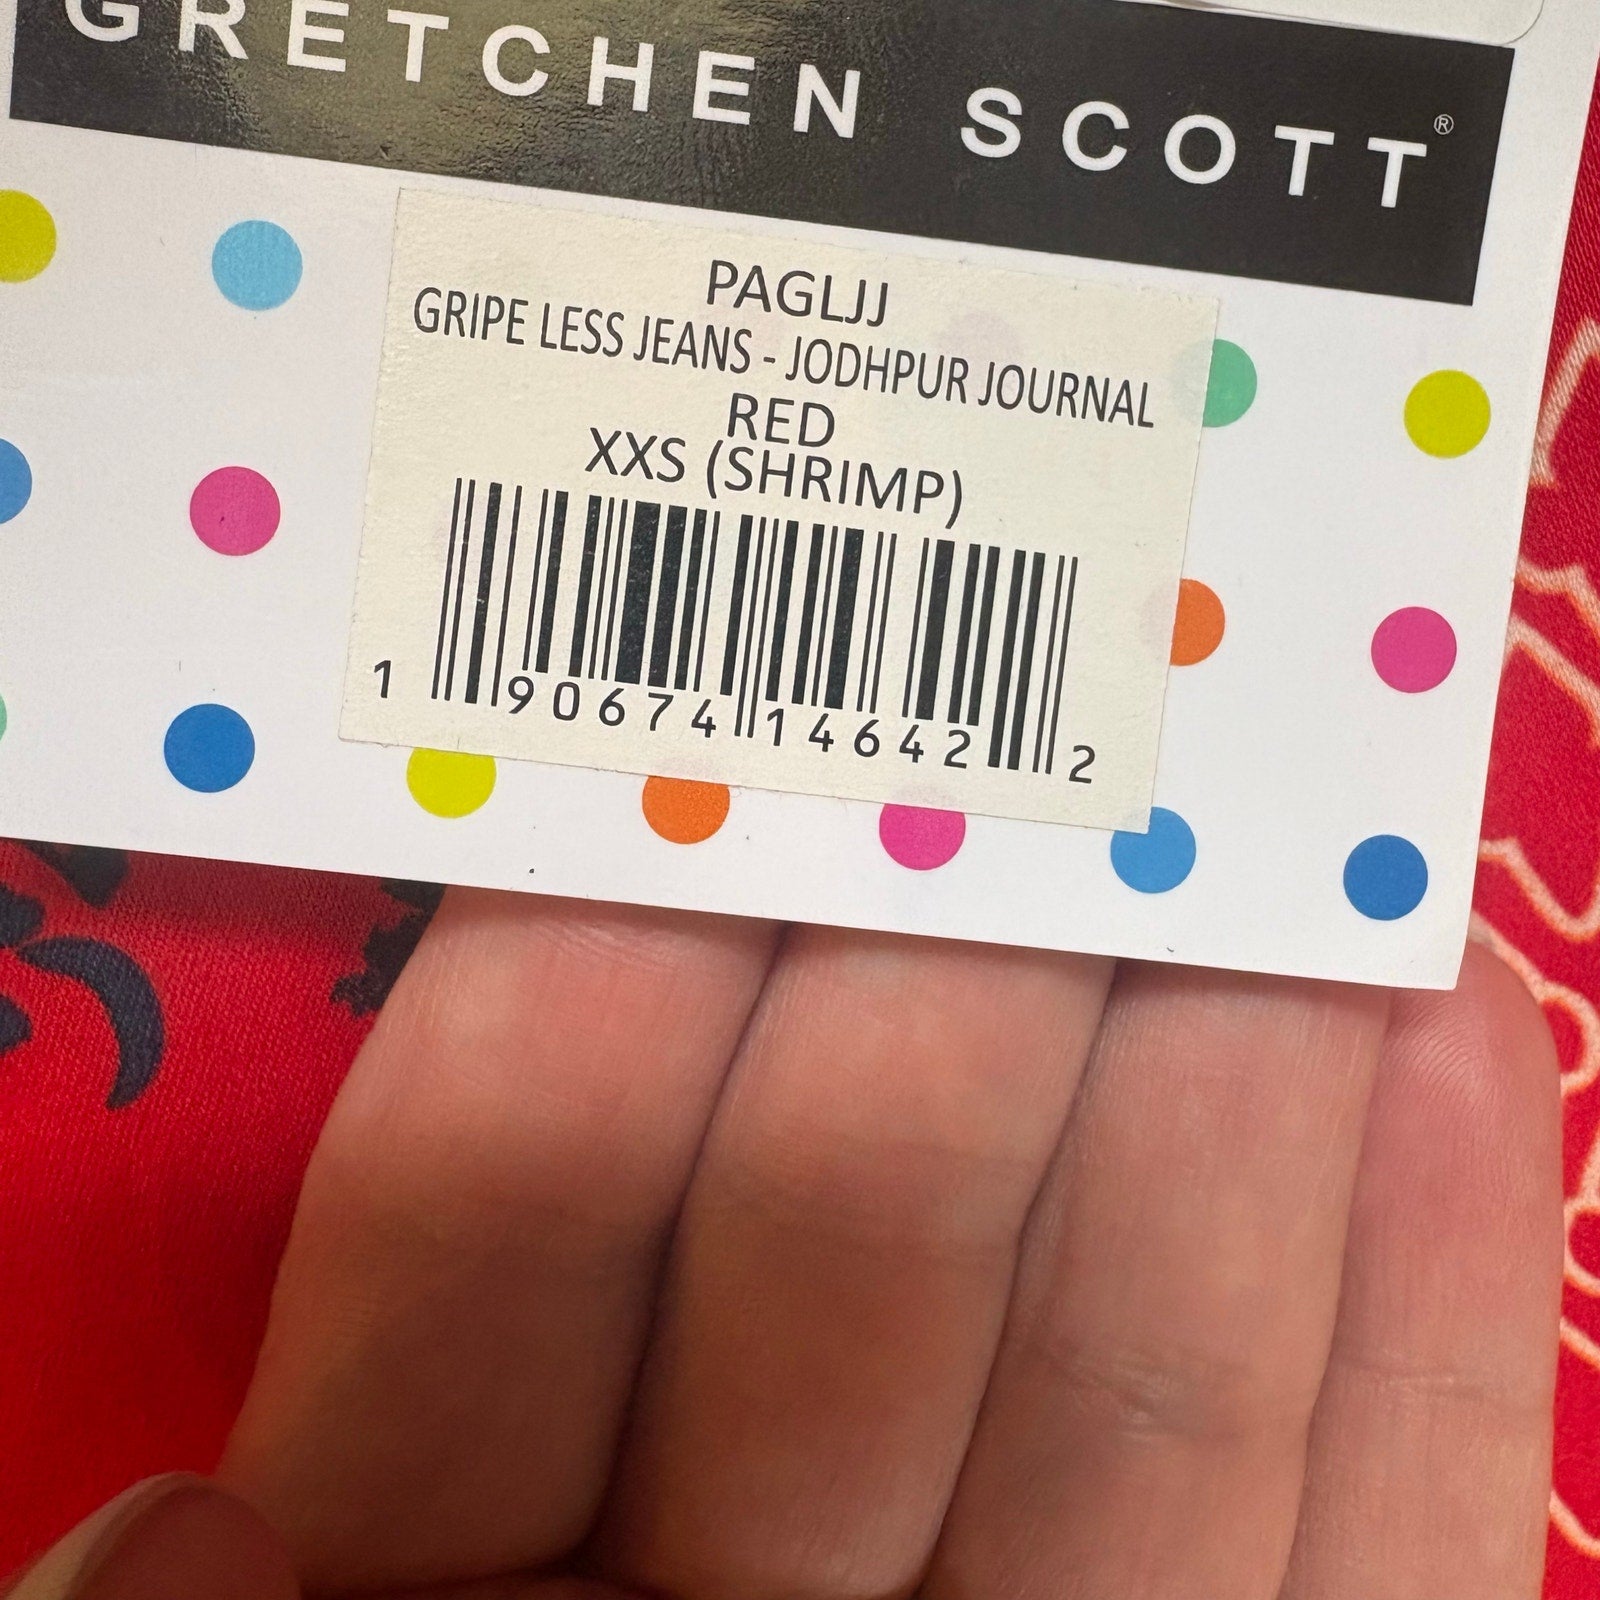 GRETCHEN SCOTT®
PAGLJJ
GRIPE LESS JEANS - JODHPUR JOURNAL
RED
XXS (SHRIMP)
1 90674 14642 2